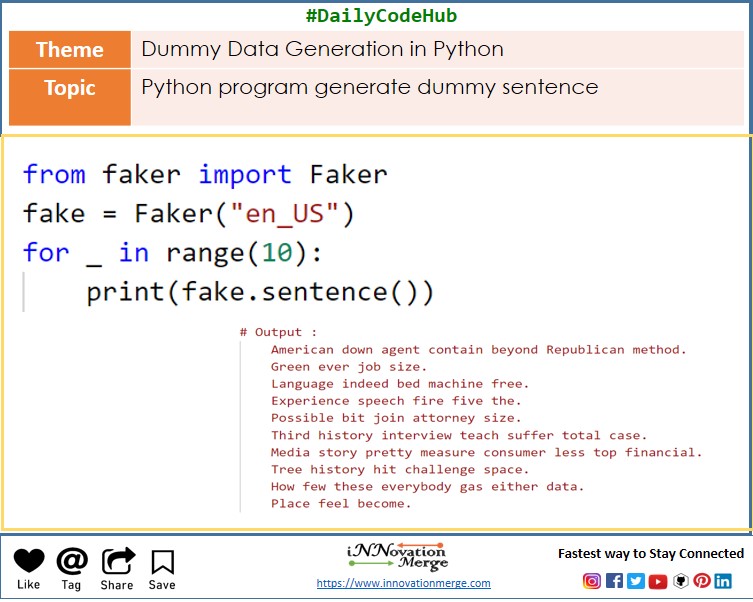 #DailyCodeHub
Theme Dummy Data Generation in Python
Topic Python program generate dummy sentence
from faker import Faker
fake = Faker("en_US")
for _ in range(10):
    print(fake.sentence())
# Output :
American down agent contain beyond Republican method.
Green ever job size.
Language indeed bed machine free.
Experience speech fire five the.
Possible bit join attorney size.
Third history interview teach suffer total case.
Media story pretty measure consumer less top financial.
Tree history hit challenge space.
How few these everybody gas either data.
Place feel become.
Like Tag Share Save
iNNovation
Merge
https://www.innovationmerge.com
Fastest way to Stay Connected